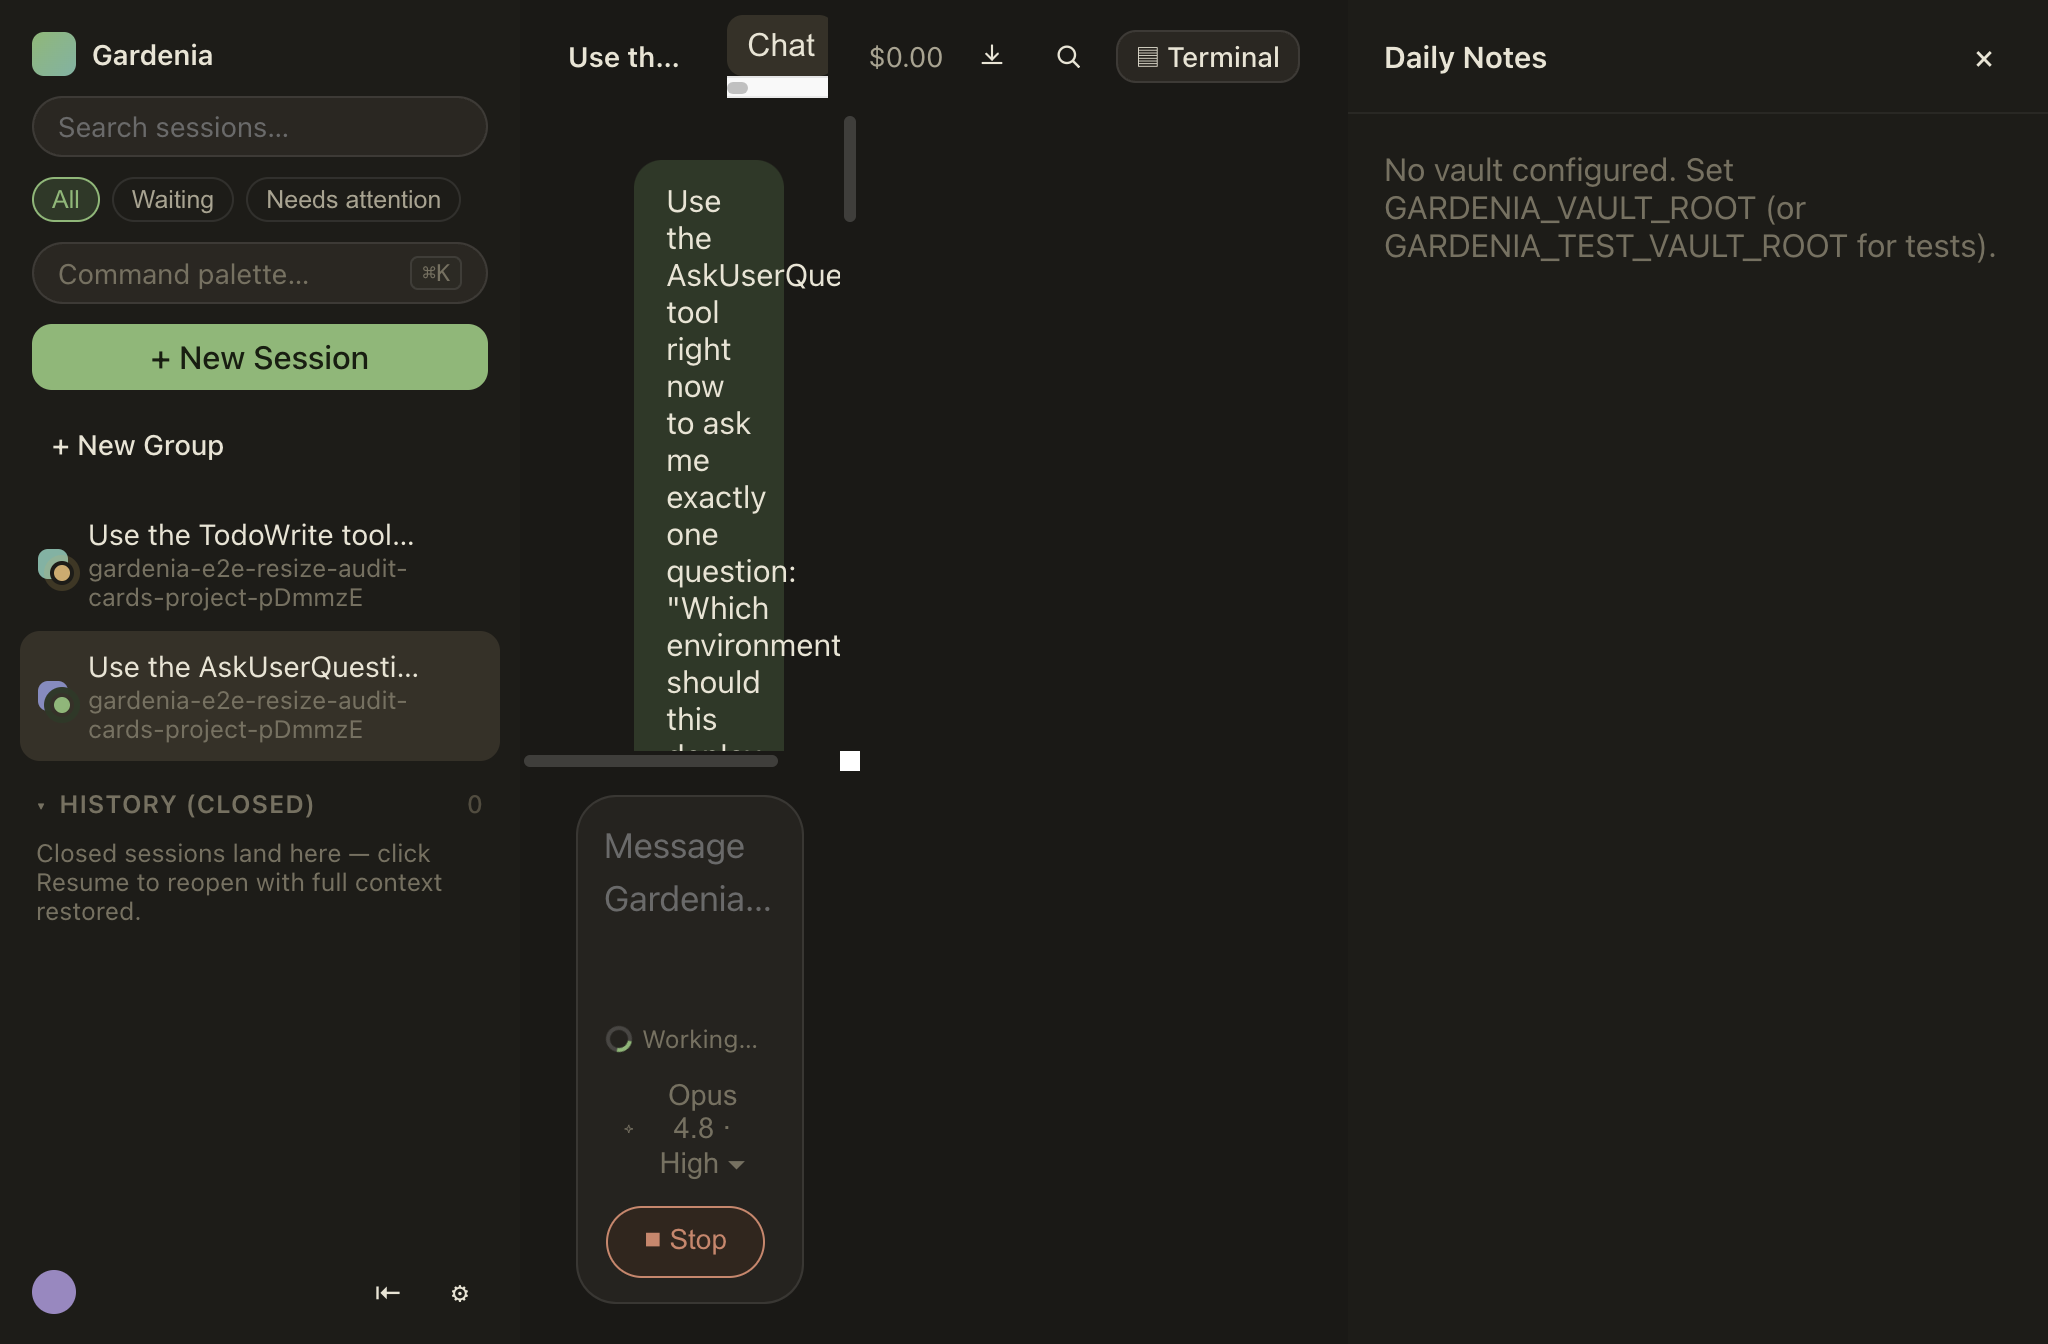 Gardenia
Search sessions...
All
Waiting
Needs attention
Command palette...
⌘K
+ New Session
+ New Group
Use the TodoWrite tool...
gardenia-e2e-resize-audit-
cards-project-pDmmzE
Use the AskUserQuesti...
gardenia-e2e-resize-audit-
cards-project-pDmmzE
HISTORY (CLOSED)
0
Closed sessions land here — click
Resume to reopen with full context
restored.
Use th...
Chat
$0.00
Terminal
Use
the
AskUserQue
tool
right
now
to ask
me
exactly
one
question:
"Which
environment
should
this
Message
Gardenia...
Working...
Opus
4.8 ·
High
Stop
Daily Notes
×
No vault configured. Set
GARDENIA_VAULT_ROOT (or
GARDENIA_TEST_VAULT_ROOT for tests).